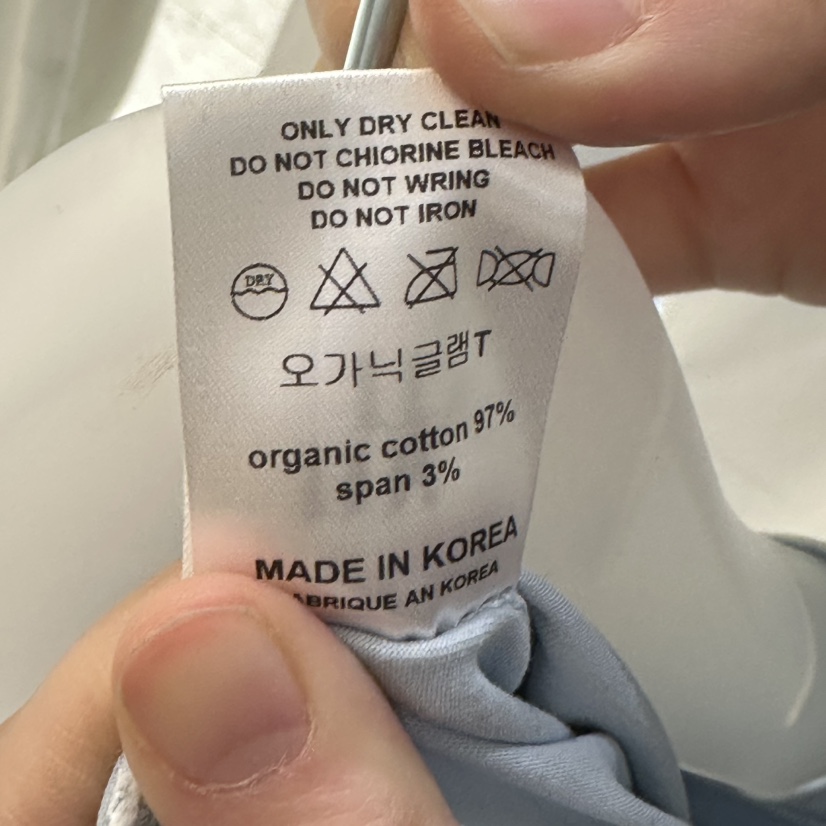 ONLY DRY CLEAN
DO NOT CHIORINE BLEACH
DO NOT WRING
DO NOT IRON
DRY
오가닉글램T
organic cotton 97%
span 3%
MADE IN KOREA
ABRIQUE AN KOREA